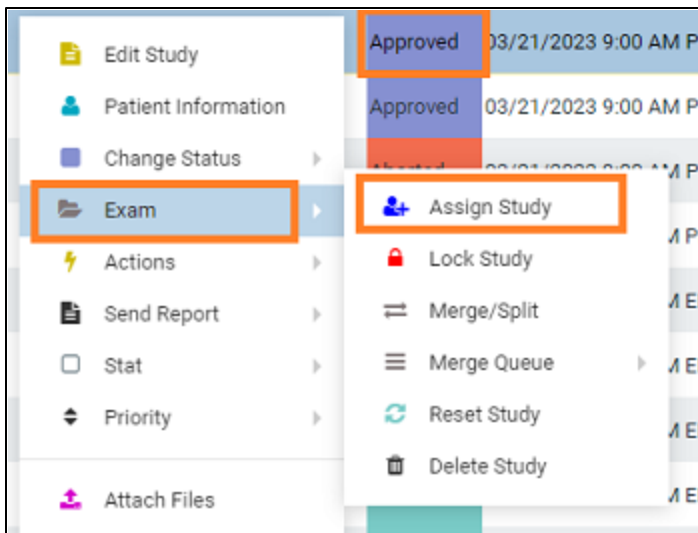 Approved 03/21/2023 9:00 AM P
Edit Study
Patient Information
Approved 03/21/2023 9:00 AM P
Change Status
Exam
Assign Study
Actions
Lock Study
Send Report
Merge/Split
Stat
Merge Queue
Priority
Reset Study
Delete Study
Attach Files